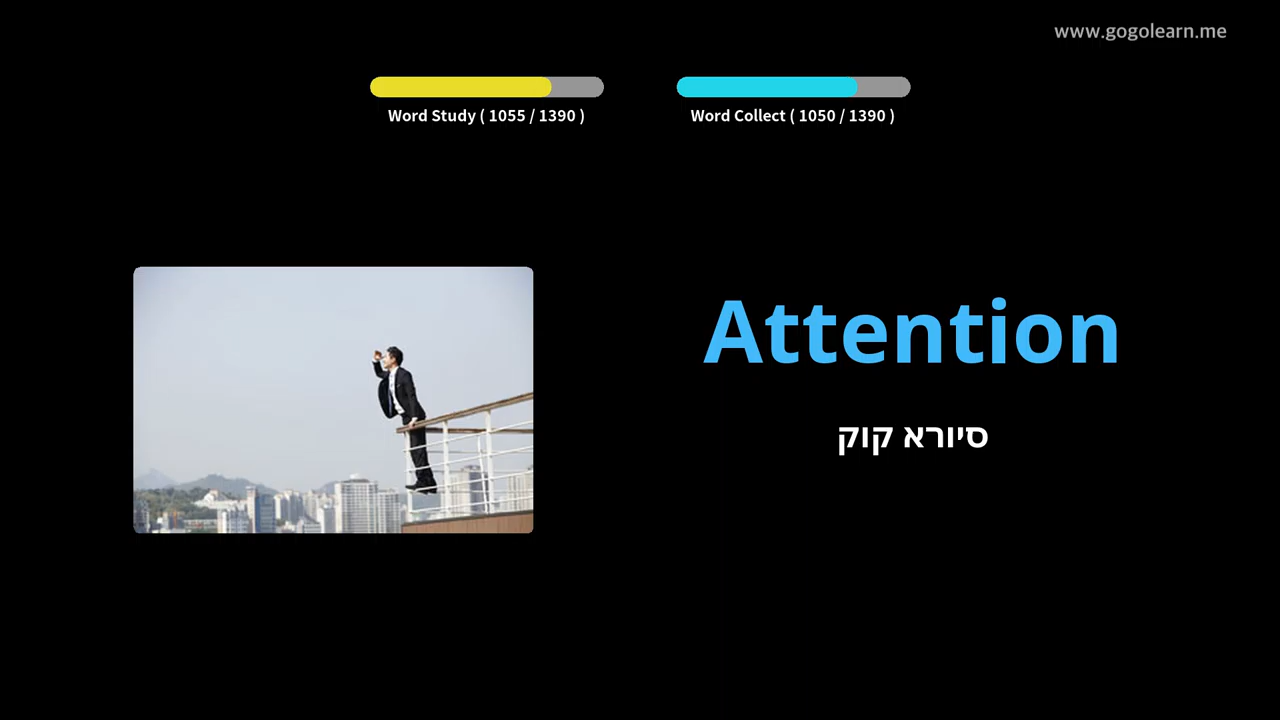 www.gogolearn.me
Word Study ( 1055 / 1390 )
Word Collect ( 1050 / 1390 )
Attention
סיורא קוק